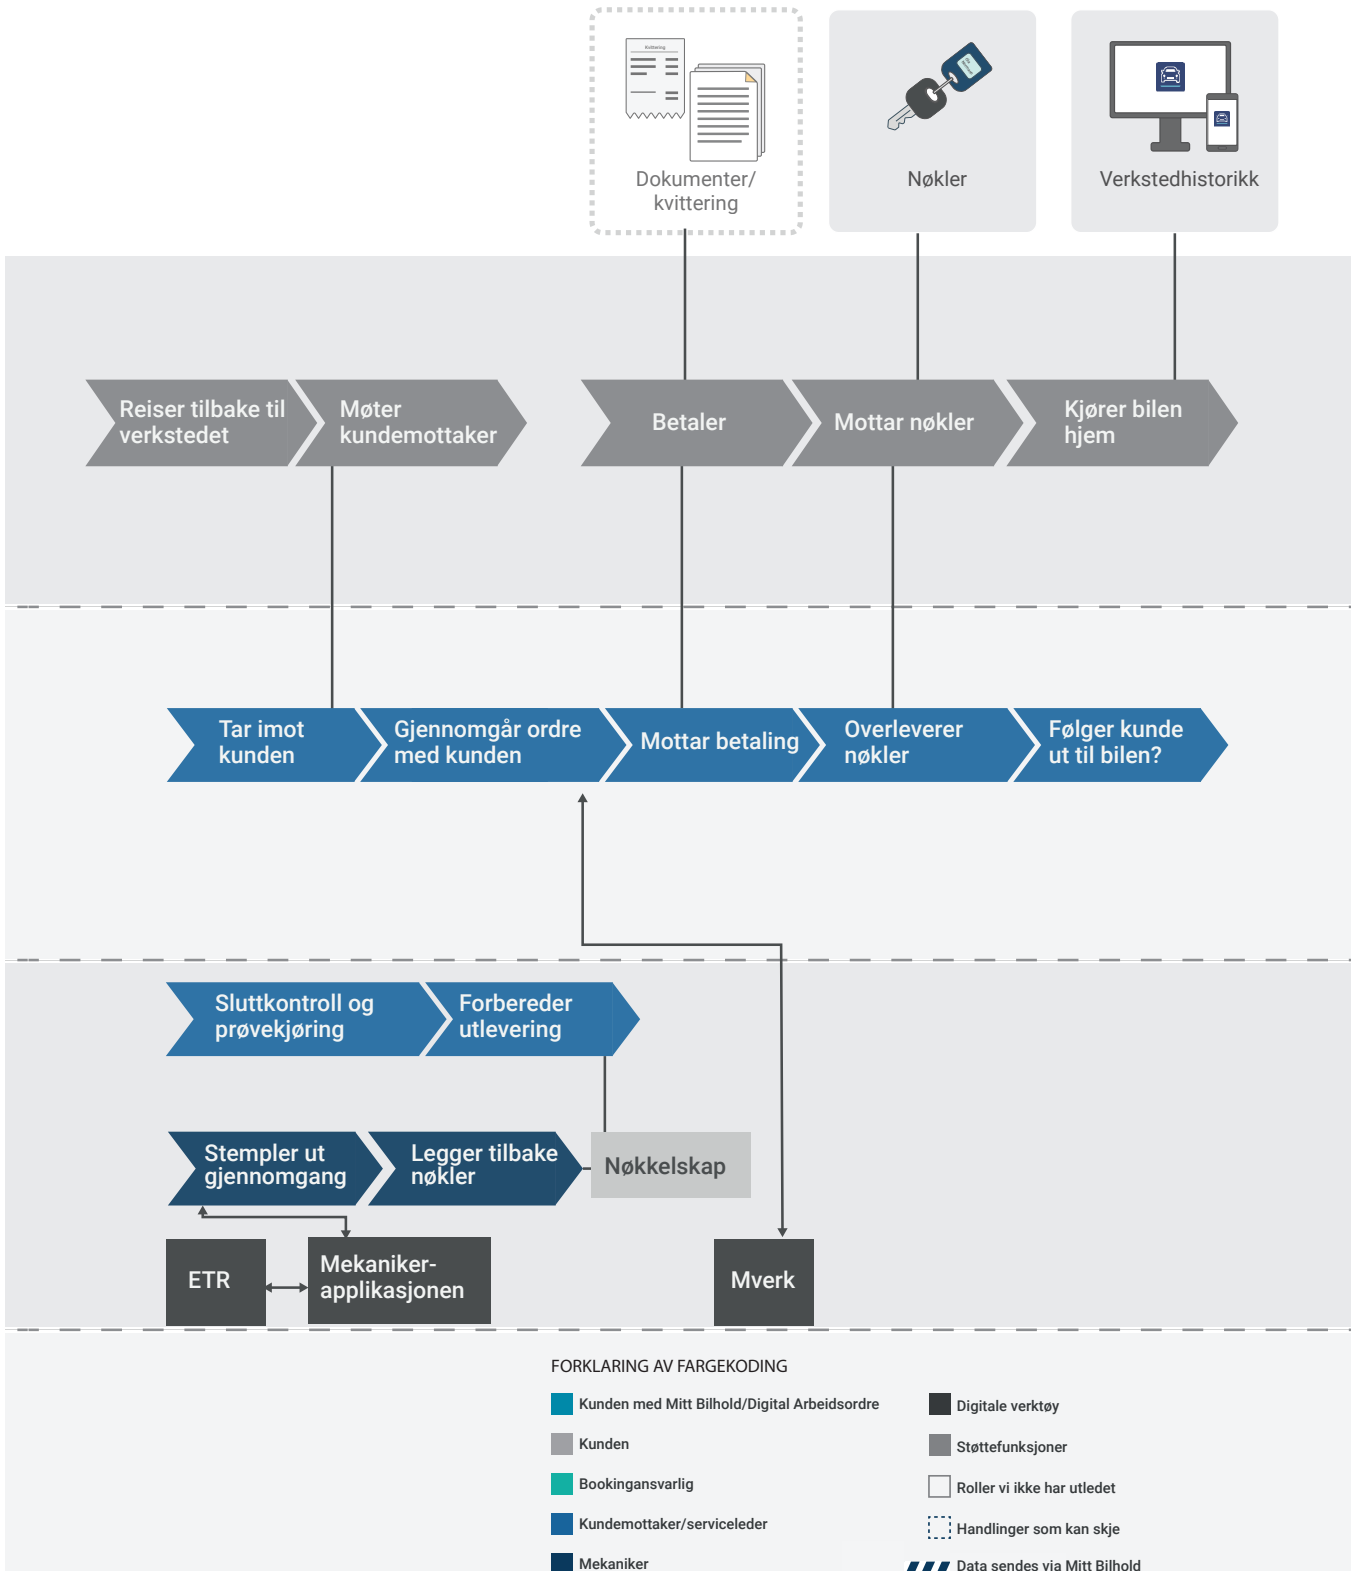 Kvittering
Dokumenter/
kvittering
Nøkler
Verkstedhistorikk
Reiser tilbake til
verkstedet
Møter
kundemottaker
Betaler
Mottar nøkler
Kjører bilen
hjem
Tar imot
kunden
Gjennomgår ordre
med kunden
Mottar betaling
Overleverer
nøkler
Følger kunde
ut til bilen?
Sluttkontroll og
prøvekjøring
Forbereder
utlevering
Stempler ut
gjennomgang
Legger tilbake
nøkler
Nøkkelskap
ETR
Mekaniker-
applikasjonen
Mverk
FORKLARING AV FARGEKODING
Kunden med Mitt Bilhold/Digital Arbeidsordre
Kunden
Bookingansvarlig
Kundemottaker/serviceleder
Mekaniker
Digitale verktøy
Støttefunksjoner
Roller vi ikke har utledet
Handlinger som kan skje
Data sendes via Mitt Bilhold